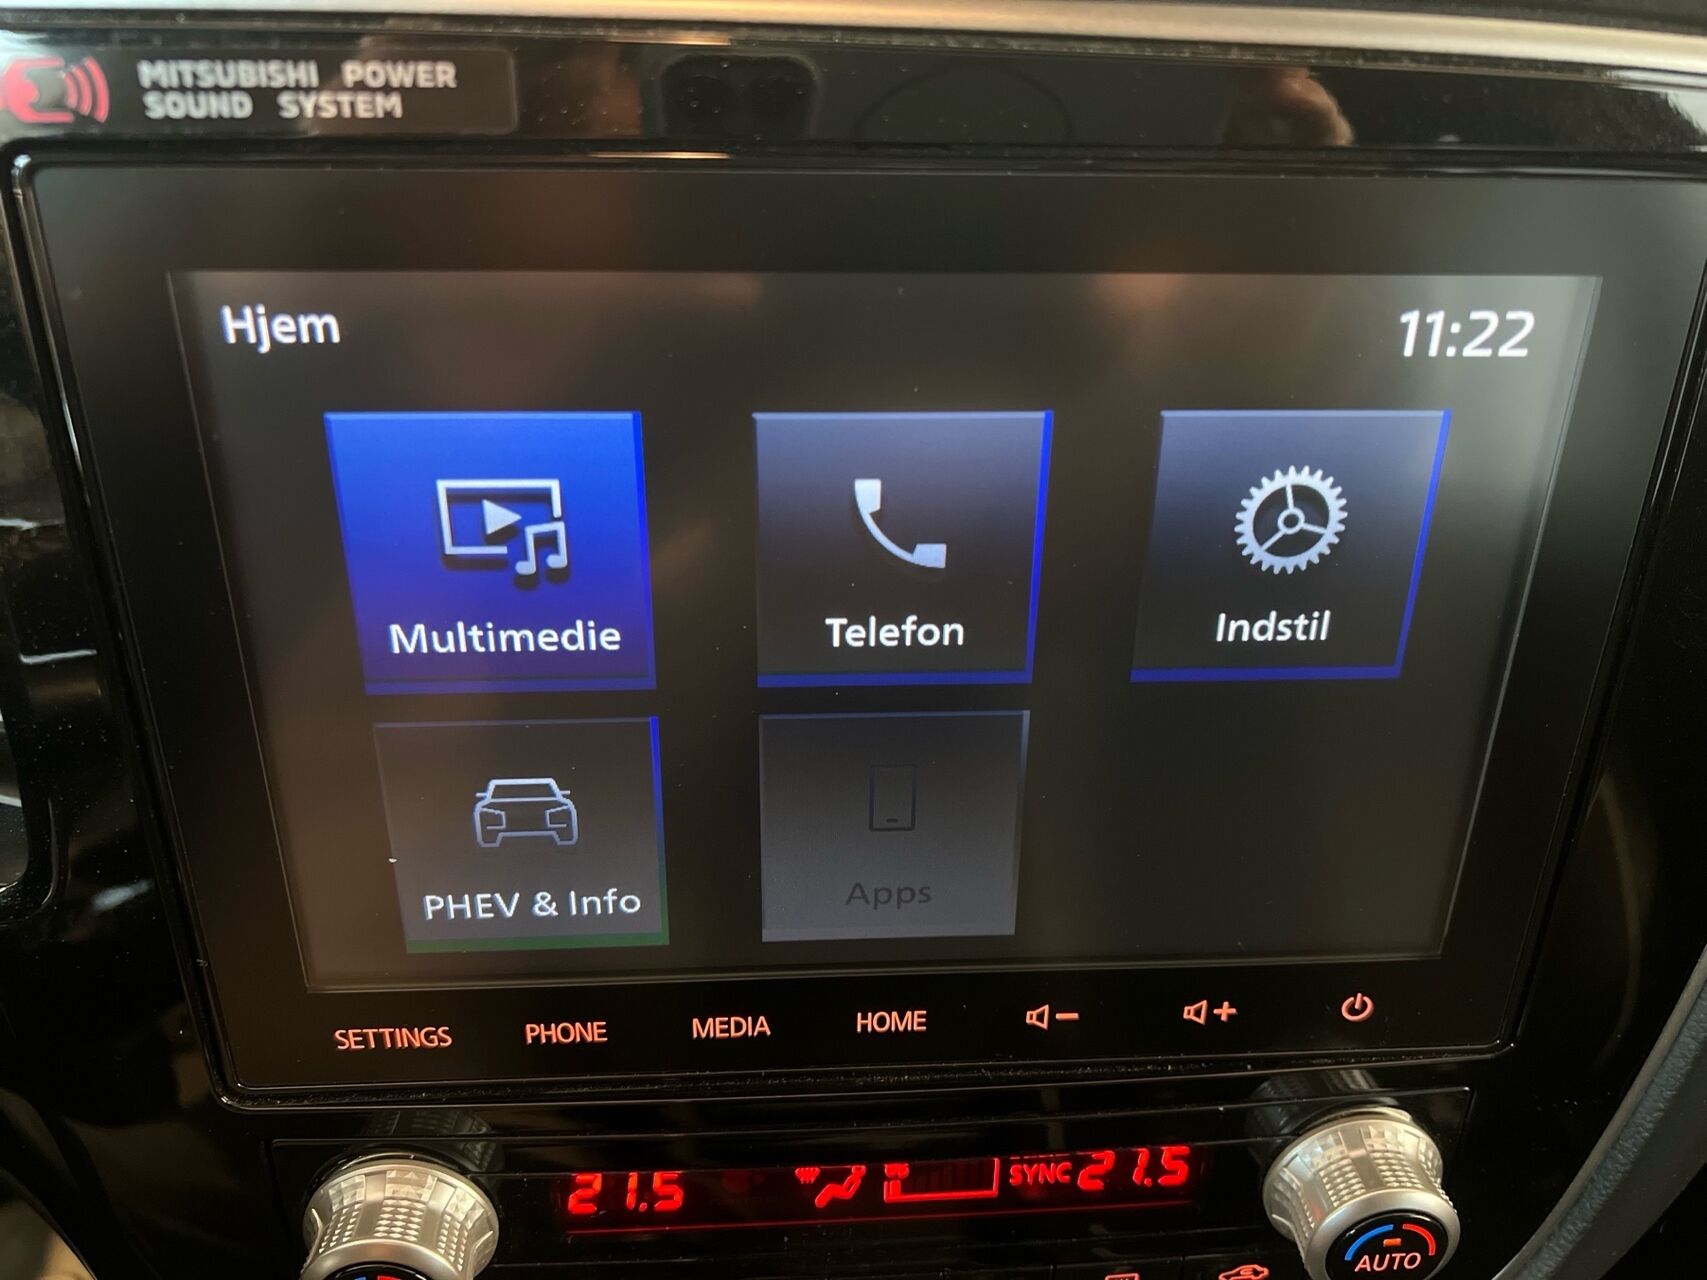 MITSUBISHI POWER
SOUND SYSTEM
Hjem
11:22
Multimedie
Telefon
Indstil
PHEV & Info
Apps
SETTINGS
PHONE
MEDIA
HOME
21.5
SYNC
21.5
AUTO